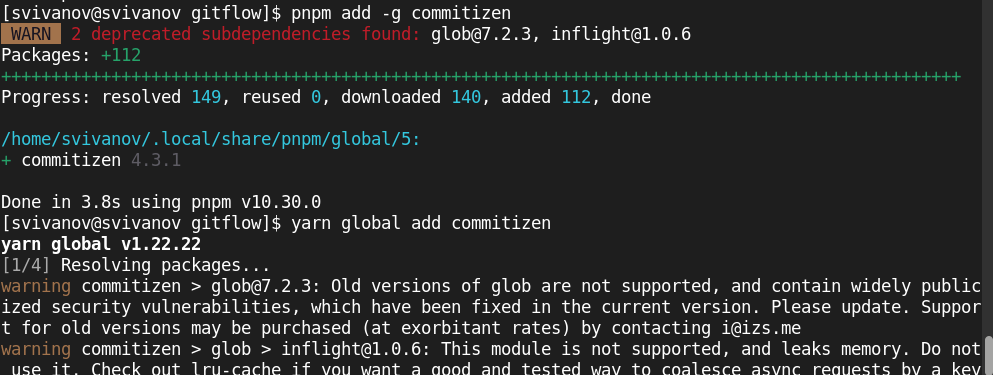 [svivanov@svivanov gitflow]$ pnpm add -g commitizen
WARN 2 deprecated subdependencies found: glob@7.2.3, inflight@1.0.6
Packages: +112
++++++++++++++++++++++++++++++++++++++++++++++++++++++++++++++++++++++++++++++++++++++++++++++++
Progress: resolved 149, reused 0, downloaded 140, added 112, done
/home/svivanov/.local/share/pnpm/global/5:
+ commitizen 4.3.1
Done in 3.8s using pnpm v10.30.0
[svivanov@svivanov gitflow]$ yarn global add commitizen
yarn global v1.22.22
[1/4] Resolving packages...
warning commitizen > glob@7.2.3: Old versions of glob are not supported, and contain widely public
ized security vulnerabilities, which have been fixed in the current version. Please update. Suppor
t for old versions may be purchased (at exorbitant rates) by contacting i@izs.me
warning commitizen > glob > inflight@1.0.6: This module is not supported, and leaks memory. Do not
use it. Check out lru-cache if you want a good and tested way to coalesce async requests by a key